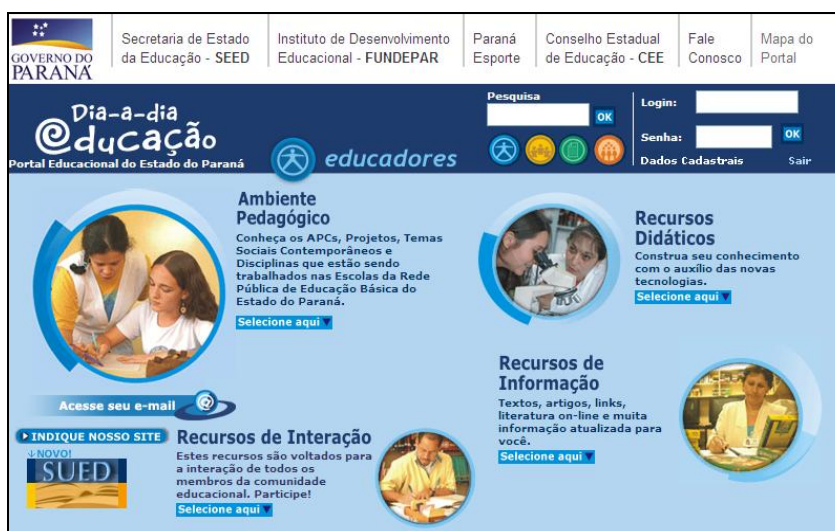 GOVERNO DO
PARANÁ
Secretaria de Estado
da Educação - SEED
Instituto de Desenvolvimento
Educacional - FUNDEPAR
Paraná
Esporte
Conselho Estadual
de Educação - CEE
Fale
Conosco
Mapa do
Portal
Dia-a-dia
@ducação
Portal Educacional do Estado do Paraná
educadores
Pesquisa
OK
Login:
Senha:
OK
Dados Cadastrais
Sair
Ambiente
Pedagógico
Conheça os APCs, Projetos, Temas
Sociais Contemporâneos e
Disciplinas que estão sendo
trabalhados nas Escolas da Rede
Pública de Educação Básica do
Estado do Paraná.
Selecione aqui
Recursos
Didáticos
Construa seu conhecimento
com o auxílio das novas
tecnologias.
Selecione aqui
Recursos de
Informação
Textos, artigos, links,
literatura on-line e muita
informação atualizada para
você.
Selecione aqui
Acesse seu e-mail
@
INDIQUE NOSSO SITE
NOVO!
SUED
Recursos de Interação
Estes recursos são voltados para
a interação de todos os
membros da comunidade
educacional. Participe!
Selecione aqui